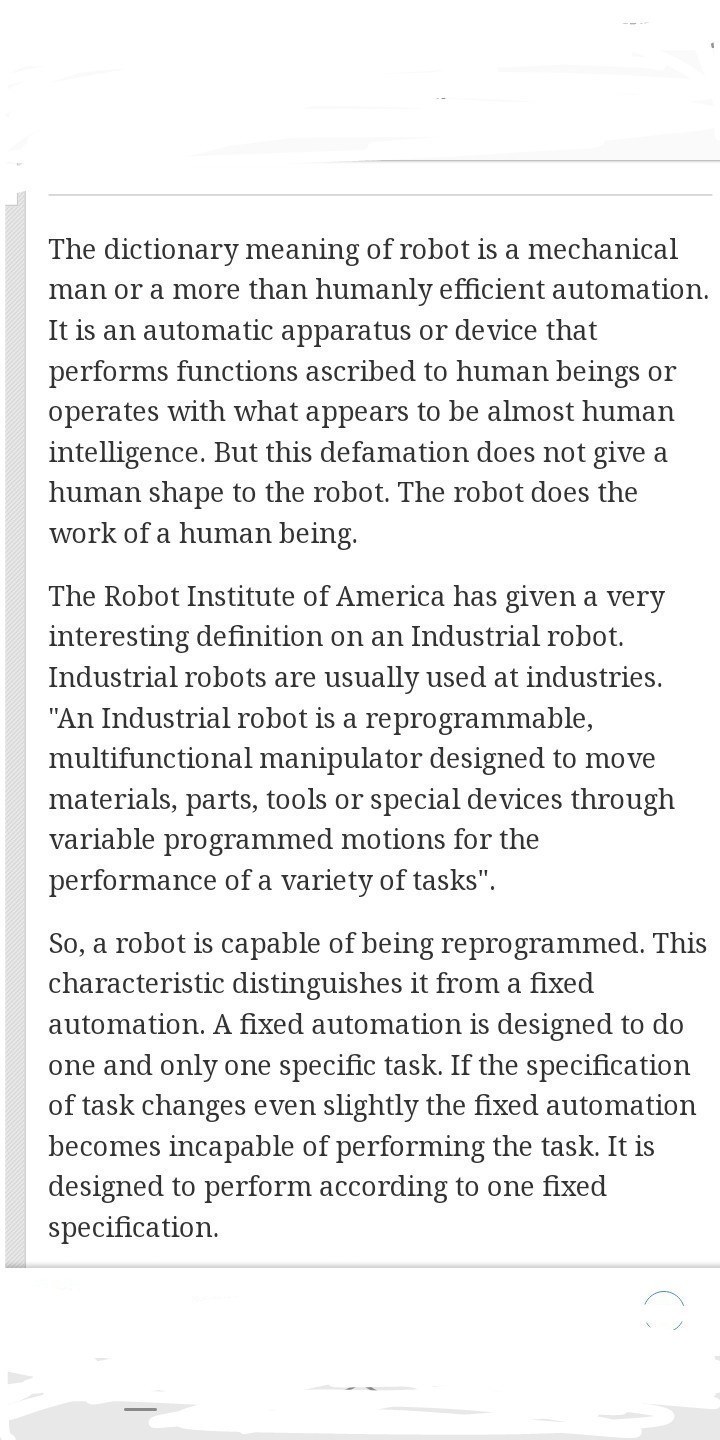 The dictionary meaning of robot is a mechanical
man or a more than humanly efficient automation.
It is an automatic apparatus or device that
performs functions ascribed to human beings or
operates with what appears to be almost human
intelligence. But this defamation does not give a
human shape to the robot. The robot does the
work of a human being.
The Robot Institute of America has given a very
interesting definition on an Industrial robot.
Industrial robots are usually used at industries.
"An Industrial robot is a reprogrammable,
multifunctional manipulator designed to move
materials, parts, tools or special devices through
variable programmed motions for the
performance of a variety of tasks".
So, a robot is capable of being reprogrammed. This
characteristic distinguishes it from a fixed
automation. A fixed automation is designed to do
one and only one specific task. If the specification
of task changes even slightly the fixed automation
becomes incapable of performing the task. It is
designed to perform according to one fixed
specification.